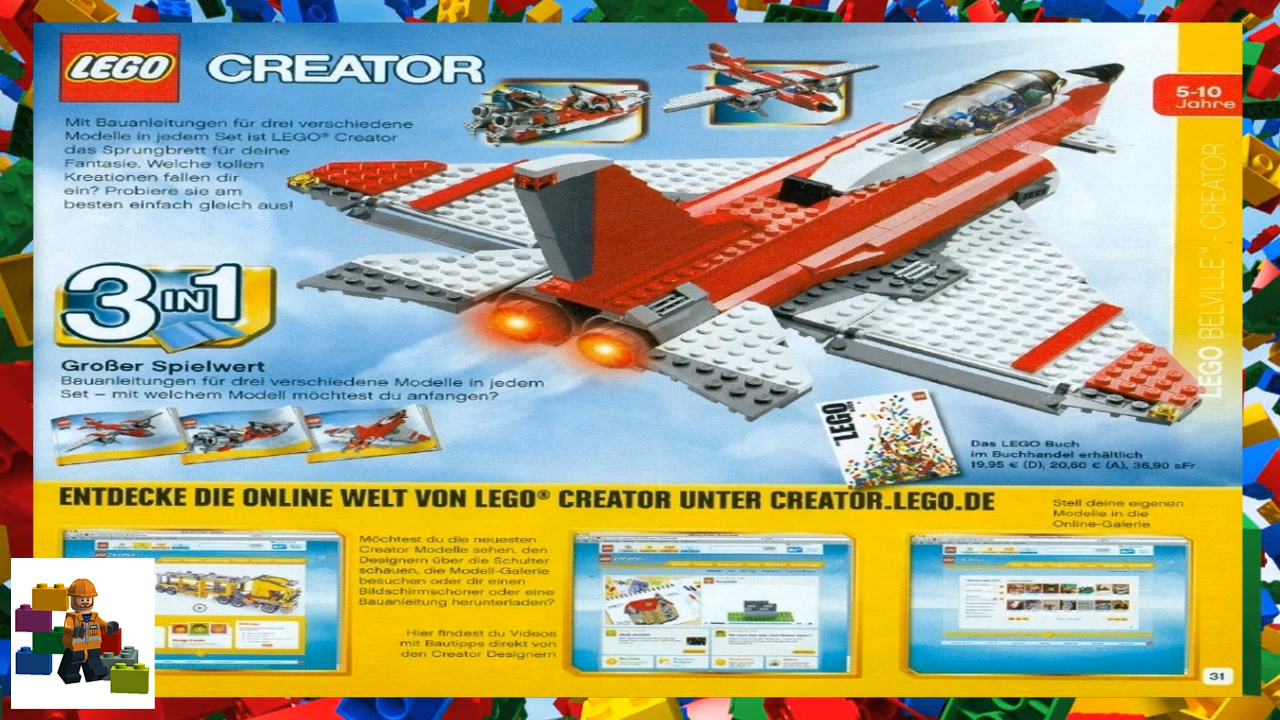 LEGO CREATOR
Mit Bauanleitungen für drei verschiedene
Modelle in jedem Set ist LEGO® Creator
das Sprungbrett für deine
Fantasie. Welche tollen
Kreationen fallen dir
ein? Probiere sie am
besten einfach gleich aus!
5-10
Jahre
LEGO BELVILLE™ - CREATOR
3 IN 1
Großer Spielwert
Bauanleitungen für drei verschiedene Modelle in jedem
Set – mit welchem Modell möchtest du anfangen?
LEGO
Das LEGO Buch
im Buchhandel erhältlich
19,95 € (D), 20,60 € (A), 36,90 sFr
ENTDECKE DIE ONLINE WELT VON LEGO® CREATOR UNTER CREATOR.LEGO.DE
Stell deine eigenen
Modelle in die
Online-Galerie
Möchtest du die neuesten
Creator Modelle sehen, den
Designern über die Schulter
schauen, die Modell-Galerie
besuchen oder dir einen
Bildschirmschoner oder eine
Bauanleitung herunterladen?
Hier findest du Videos
mit Bautipps direkt von
den Creator Designern
31